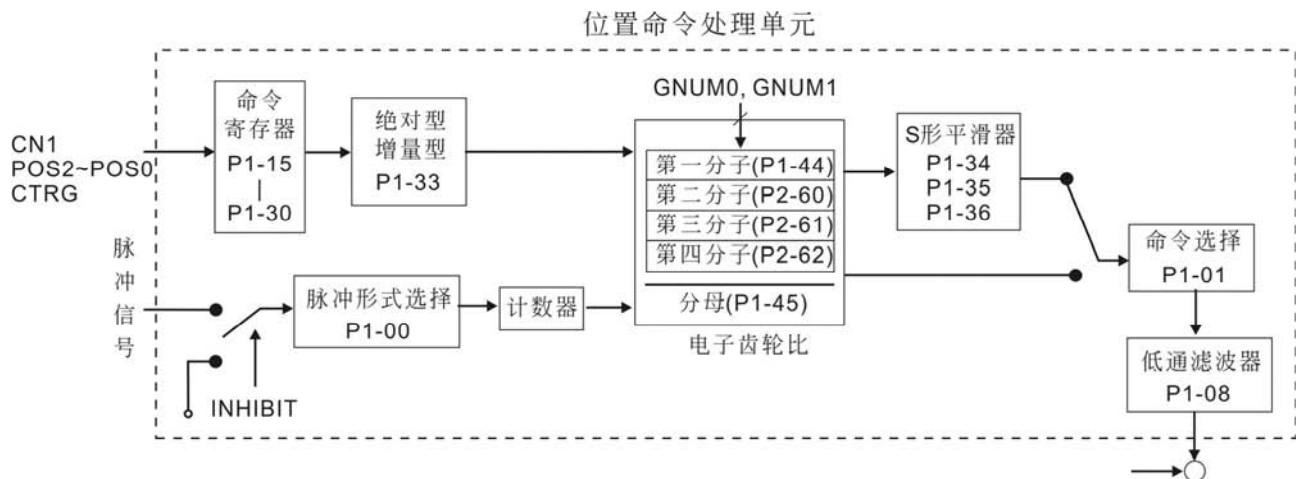 位置命令处理单元
CN1
POS2~POS0
CTRG
命令
寄存器
P1-15
|
P1-30
绝对型
增量型
P1-33
GNUM0, GNUM1
第一分子(P1-44)
第二分子(P2-60)
第三分子(P2-61)
第四分子(P2-62)
分母(P1-45)
电子齿轮比
S形平滑器
P1-34
P1-35
P1-36
命令选择
P1-01
低通滤波器
P1-08
脉
冲
信
号
脉冲形式选择
P1-00
计数器
INHIBIT